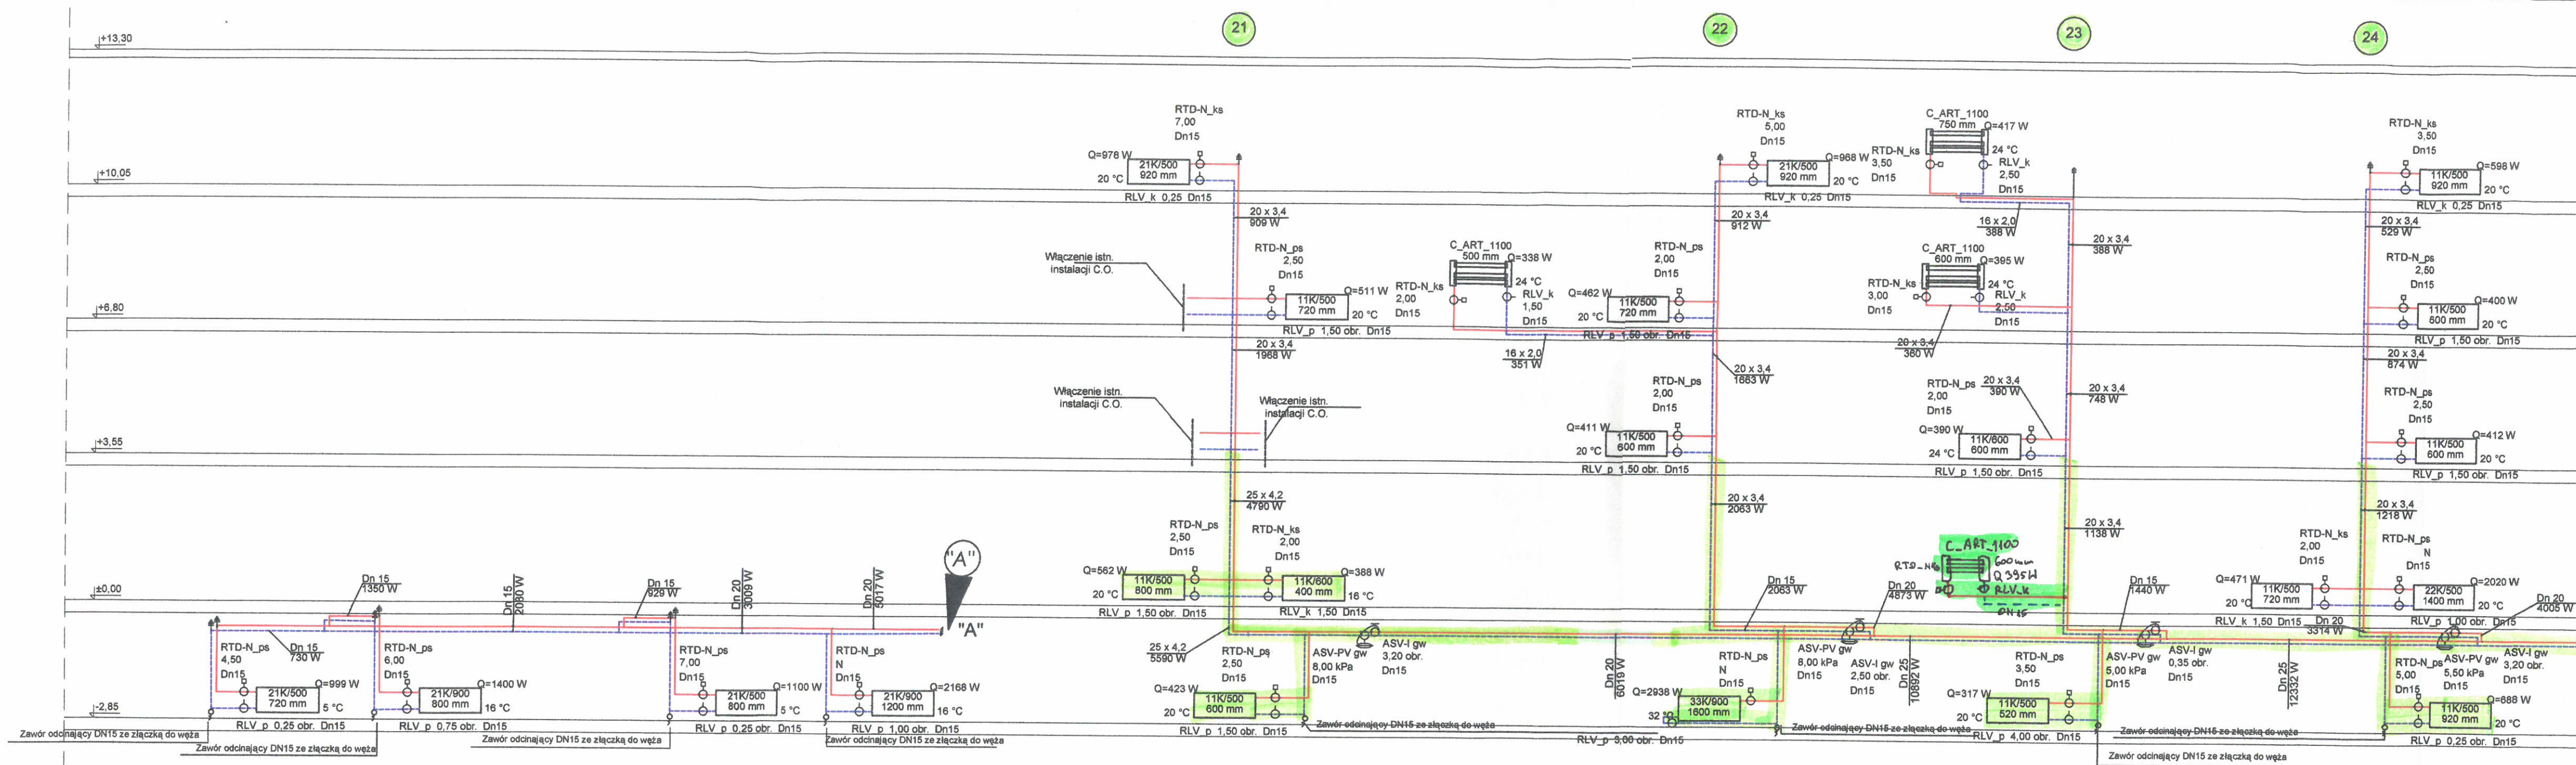 21
22
23
24
+13,30
+10,05
+6,80
+3,55
±0,00
-2,85
RTD-N_ks
7,00
Dn15
Q=978 W
21K/500
920 mm
20 °C
RLV_k 0,25 Dn15
20 x 3,4
909 W
Włączenie istn.
instalacji C.O.
RTD-N_ps
2,50
Dn15
Q=511 W
11K/500
720 mm
20 °C
RLV_p 1,50 obr. Dn15
20 x 3,4
1968 W
Włączenie istn.
instalacji C.O.
Włączenie istn.
instalacji C.O.
25 x 4,2
4790 W
RTD-N_ps
2,50
Dn15
RTD-N_ks
2,00
Dn15
Q=562 W
11K/500
800 mm
20 °C
RLV_p 1,50 obr. Dn15
Q=388 W
11K/600
400 mm
16 °C
RLV_k 1,50 Dn15
25 x 4,2
5590 W
RTD-N_ps
2,50
Dn15
Q=423 W
11K/500
600 mm
20 °C
RLV_p 1,50 obr. Dn15
ASV-PV gw
8,00 kPa
Dn15
ASV-I gw
3,20 obr.
Dn15
Zawór odcinający DN15 ze złączką do węża
Dn 20
6019 W
RTD-N_ks
5,00
Dn15
Q=968 W
21K/500
920 mm
20 °C
RLV_k 0,25 Dn15
20 x 3,4
912 W
C_ART_1100
500 mm
Q=338 W
24 °C
RTD-N_ks
2,00
Dn15
RLV_k
1,50
Dn15
16 x 2,0
351 W
RTD-N_ps
2,00
Dn15
Q=462 W
11K/500
720 mm
20 °C
RLV_p 1,50 obr. Dn15
20 x 3,4
1663 W
RTD-N_ps
2,00
Dn15
Q=411 W
11K/500
600 mm
20 °C
RLV_p 1,50 obr. Dn15
20 x 3,4
2063 W
Dn 15
2063 W
Dn 20
4873 W
RTD-N_ps
N
Dn15
Q=2938 W
33K/900
1600 mm
32 °C
RLV_p 3,00 obr. Dn15
ASV-PV gw
8,00 kPa
Dn15
ASV-I gw
2,50 obr.
Dn15
Zawór odcinający DN15 ze złączką do węża
Dn 25
10892 W
C_ART_1100
750 mm
Q=417 W
24 °C
RTD-N_ks
3,50
Dn15
RLV_k
2,50
Dn15
16 x 2,0
388 W
20 x 3,4
388 W
C_ART_1100
600 mm
Q=395 W
24 °C
RTD-N_ks
3,00
Dn15
RLV_k
2,50
Dn15
20 x 3,4
360 W
RTD-N_ps
2,00
Dn15
20 x 3,4
390 W
20 x 3,4
748 W
Q=390 W
11K/600
600 mm
24 °C
RLV_p 1,50 obr. Dn15
20 x 3,4
1138 W
C_ART_1100
600 mm
Q 395W
RLV_k
DN15
Dn 15
1440 W
RTD-N_ps
3,50
Dn15
Q=317 W
11K/500
520 mm
20 °C
RLV_p 4,00 obr. Dn15
ASV-PV gw
5,00 kPa
Dn15
ASV-I gw
0,35 obr.
Dn15
Zawór odcinający DN15 ze złączką do węża
Zawór odcinający DN15 ze złączką do węża
Dn 25
12332 W
RTD-N_ks
3,50
Dn15
Q=598 W
11K/500
920 mm
20 °C
RLV_k 0,25 Dn15
20 x 3,4
529 W
RTD-N_ps
2,50
Dn15
Q=400 W
11K/500
600 mm
20 °C
RLV_p 1,50 obr. Dn15
20 x 3,4
874 W
RTD-N_ps
2,50
Dn15
Q=412 W
11K/500
600 mm
20 °C
RLV_p 1,50 obr. Dn15
20 x 3,4
1218 W
RTD-N_ks
2,00
Dn15
RTD-N_ps
N
Dn15
Q=471 W
11K/500
720 mm
20 °C
RLV_k 1,50 Dn15
Q=2020 W
22K/500
1400 mm
20 °C
RLV_p 1,00 obr. Dn15
Dn 20
3314 W
Dn 20
4005 W
RTD-N_ps
5,00
Dn15
ASV-PV gw
5,50 kPa
Dn15
ASV-I gw
3,20 obr.
Dn15
Q=688 W
11K/500
920 mm
20 °C
RLV_p 0,25 obr. Dn15
Dn 15
1350 W
Dn 15
2080 W
Dn 15
929 W
Dn 20
3009 W
Dn 20
5017 W
"A"
"A"
RTD-N_ps
4,50
Dn15
Dn 15
730 W
Q=999 W
21K/500
720 mm
5 °C
RLV_p 0,25 obr. Dn15
RTD-N_ps
6,00
Dn15
Q=1400 W
21K/900
800 mm
16 °C
RLV_p 0,75 obr. Dn15
RTD-N_ps
7,00
Dn15
Q=1100 W
21K/500
800 mm
5 °C
RLV_p 0,25 obr. Dn15
RTD-N_ps
N
Dn15
Q=2168 W
21K/900
1200 mm
16 °C
RLV_p 1,00 obr. Dn15
Zawór odcinający DN15 ze złączką do węża
Zawór odcinający DN15 ze złączką do węża
Zawór odcinający DN15 ze złączką do węża
Zawór odcinający DN15 ze złączką do węża